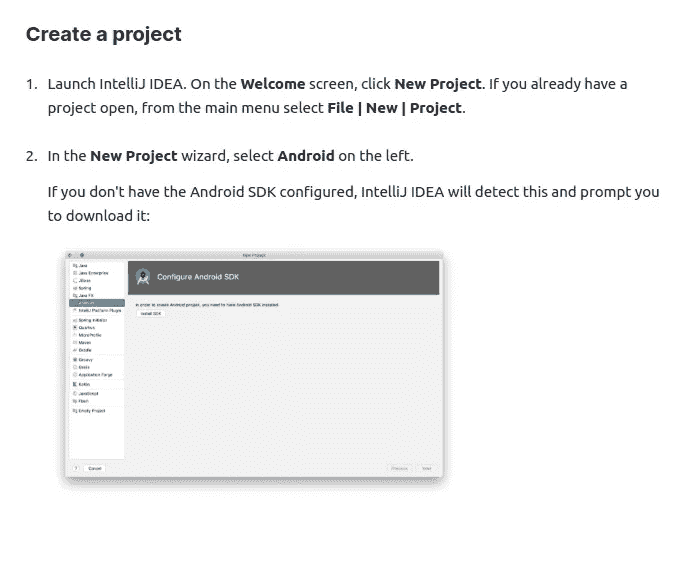 Create a project
1. Launch IntelliJ IDEA. On the Welcome screen, click New Project. If you already have a
project open, from the main menu select File | New | Project.
2. In the New Project wizard, select Android on the left.
If you don't have the Android SDK configured, IntelliJ IDEA will detect this and prompt you
to download it:
New Project
Java
Java Enterprise
JBoss
Spring
Java FX
Android
IntelliJ Platform Plugin
Spring Initializr
Quarkus
MicroProfile
Maven
Gradle
Groovy
Grails
Application Forge
Kotlin
JavaScript
Flash
Empty Project
Configure Android SDK
In order to create Android project, you need to have Android SDK installed.
Install SDK
?
Cancel
Previous
Next